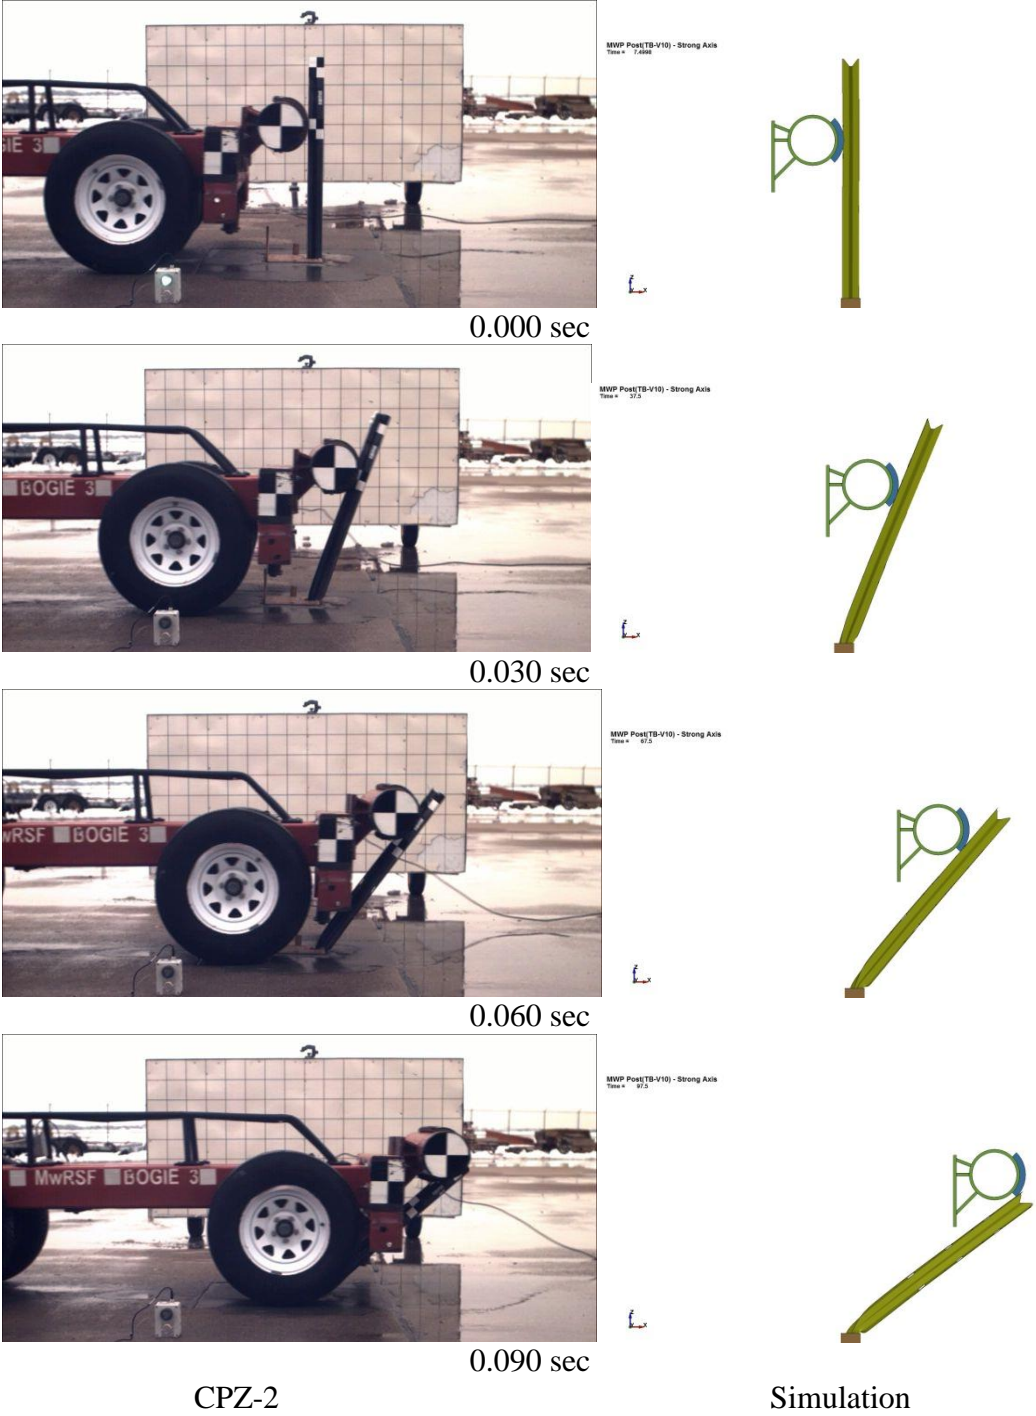 GIE 3
MWP Post(TB-V10) - Strong Axis
Time = 7.4998
Z
X
0.000 sec
BOGIE 3
MWP Post(TB-V10) - Strong Axis
Time = 37.5
Z
X
0.030 sec
wRSF BOGIE 3
MWP Post(TB-V10) - Strong Axis
Time = 67.5
Z
X
0.060 sec
MwRSF BOGIE 3
MWP Post(TB-V10) - Strong Axis
Time = 97.5
Z
X
0.090 sec
CPZ-2 Simulation